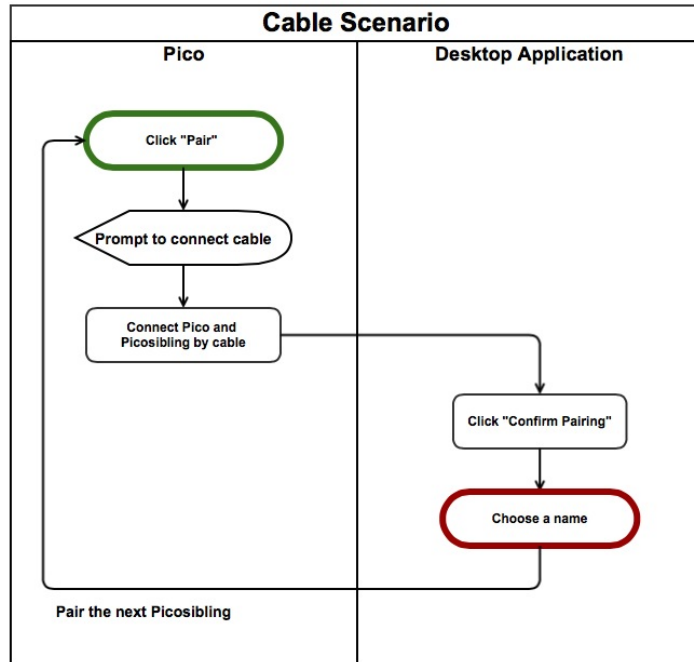 Cable Scenario
Pico
Desktop Application
Click "Pair"
Prompt to connect cable
Connect Pico and
Picosibling by cable
Click "Confirm Pairing"
Choose a name
Pair the next Picosibling